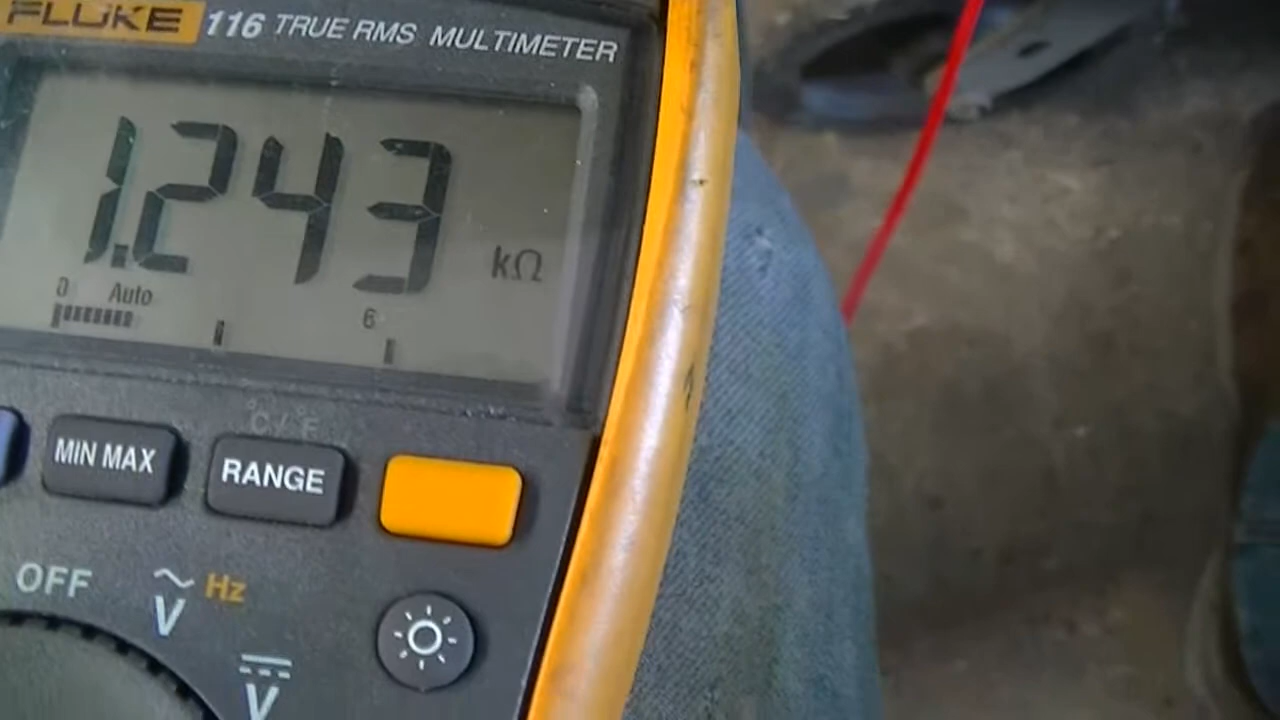 FLUKE 116 TRUE RMS MULTIMETER
1.243 kΩ
0 Auto 6
°C/°F
MIN MAX RANGE
OFF V Hz
V